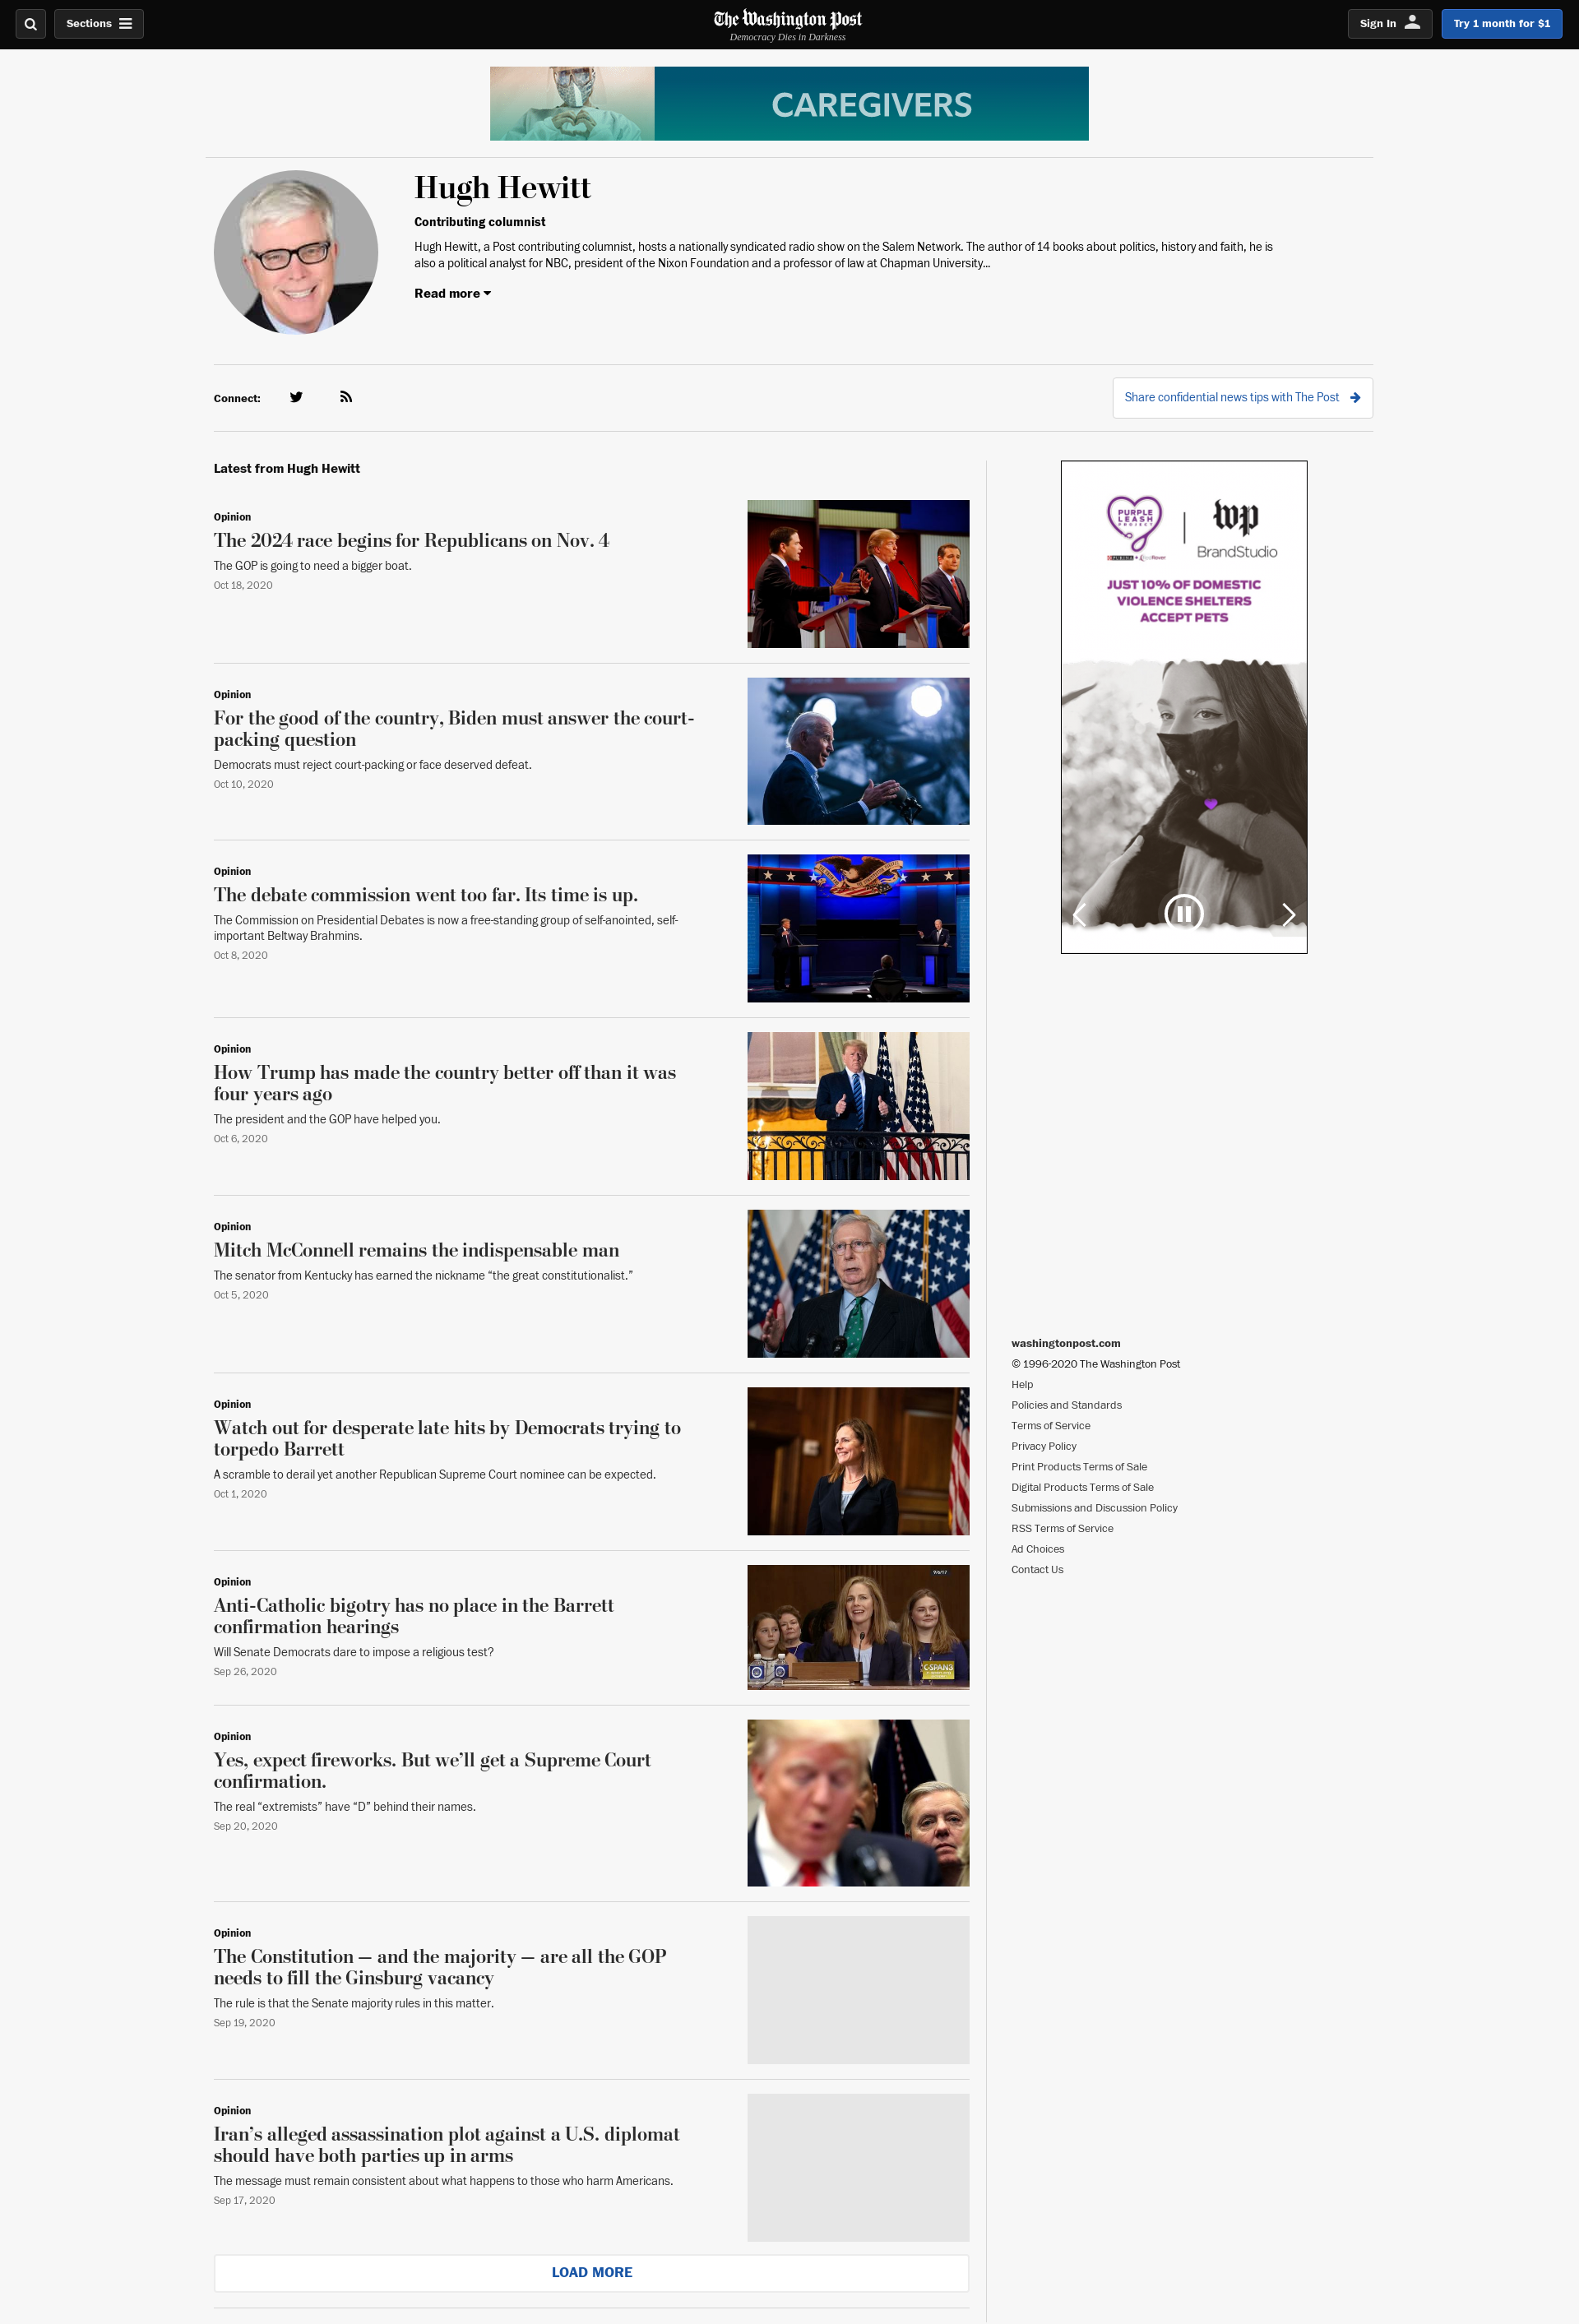 Sections
The Washington Post
Democracy Dies in Darkness
Sign In
Try 1 month for $1
CAREGIVERS
Hugh Hewitt
Contributing columnist
Hugh Hewitt, a Post contributing columnist, hosts a nationally syndicated radio show on the Salem Network. The author of 14 books about politics, history and faith, he is
also a political analyst for NBC, president of the Nixon Foundation and a professor of law at Chapman University...
Read more
Connect:
Share confidential news tips with The Post
Latest from Hugh Hewitt
Opinion
The 2024 race begins for Republicans on Nov. 4
The GOP is going to need a bigger boat.
Oct 18, 2020
Opinion
For the good of the country, Biden must answer the court-
packing question
Democrats must reject court-packing or face deserved defeat.
Oct 10, 2020
Opinion
The debate commission went too far. Its time is up.
The Commission on Presidential Debates is now a free-standing group of self-anointed, self-
important Beltway Brahmins.
Oct 8, 2020
Opinion
How Trump has made the country better off than it was
four years ago
The president and the GOP have helped you.
Oct 6, 2020
Opinion
Mitch McConnell remains the indispensable man
The senator from Kentucky has earned the nickname “the great constitutionalist.”
Oct 5, 2020
Opinion
Watch out for desperate late hits by Democrats trying to
torpedo Barrett
A scramble to derail yet another Republican Supreme Court nominee can be expected.
Oct 1, 2020
Opinion
Anti-Catholic bigotry has no place in the Barrett
confirmation hearings
Will Senate Democrats dare to impose a religious test?
Sep 26, 2020
C-SPAN3
Opinion
Yes, expect fireworks. But we’ll get a Supreme Court
confirmation.
The real “extremists” have “D” behind their names.
Sep 20, 2020
Opinion
The Constitution — and the majority — are all the GOP
needs to fill the Ginsburg vacancy
The rule is that the Senate majority rules in this matter.
Sep 19, 2020
Opinion
Iran’s alleged assassination plot against a U.S. diplomat
should have both parties up in arms
The message must remain consistent about what happens to those who harm Americans.
Sep 17, 2020
LOAD MORE
PURPLE
LEASH
PROJECT
wp
BrandStudio
JUST 10% OF DOMESTIC
VIOLENCE SHELTERS
ACCEPT PETS
washingtonpost.com
© 1996-2020 The Washington Post
Help
Policies and Standards
Terms of Service
Privacy Policy
Print Products Terms of Sale
Digital Products Terms of Sale
Submissions and Discussion Policy
RSS Terms of Service
Ad Choices
Contact Us